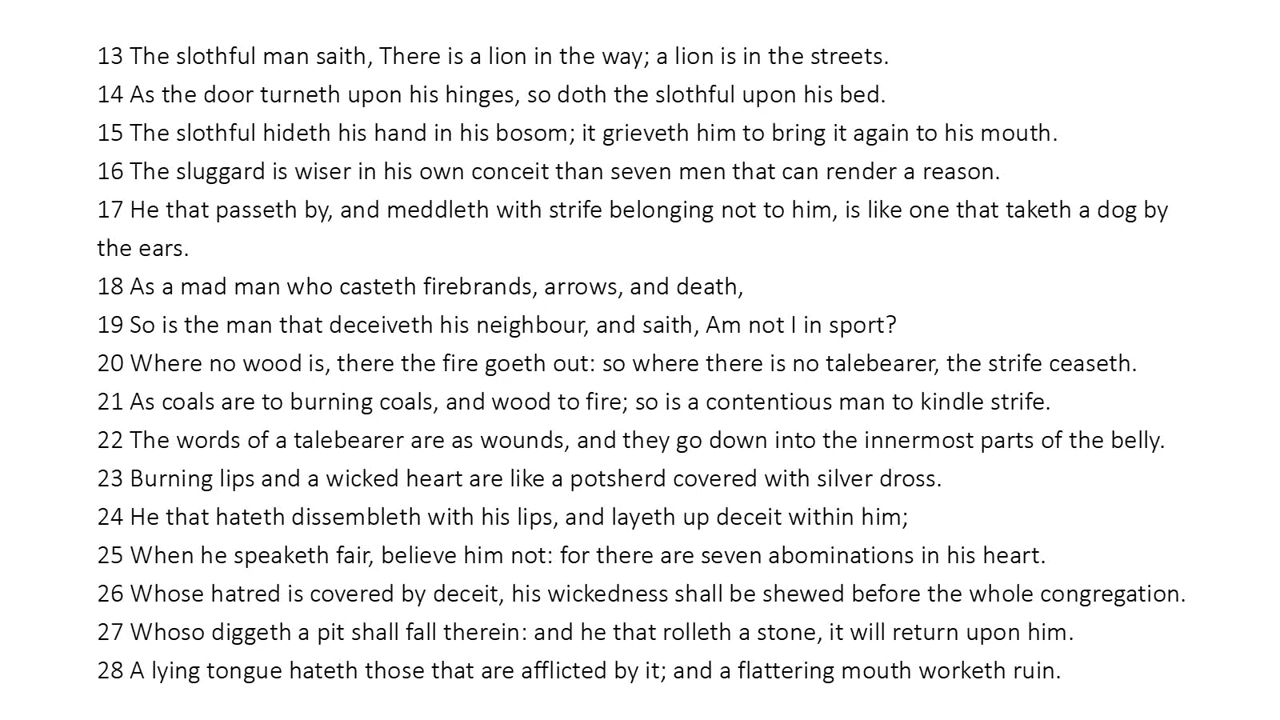 13 The slothful man saith, There is a lion in the way; a lion is in the streets.
14 As the door turneth upon his hinges, so doth the slothful upon his bed.
15 The slothful hideth his hand in his bosom; it grieveth him to bring it again to his mouth.
16 The sluggard is wiser in his own conceit than seven men that can render a reason.
17 He that passeth by, and meddleth with strife belonging not to him, is like one that taketh a dog by
the ears.
18 As a mad man who casteth firebrands, arrows, and death,
19 So is the man that deceiveth his neighbour, and saith, Am not I in sport?
20 Where no wood is, there the fire goeth out: so where there is no talebearer, the strife ceaseth.
21 As coals are to burning coals, and wood to fire; so is a contentious man to kindle strife.
22 The words of a talebearer are as wounds, and they go down into the innermost parts of the belly.
23 Burning lips and a wicked heart are like a potsherd covered with silver dross.
24 He that hateth dissembleth with his lips, and layeth up deceit within him;
25 When he speaketh fair, believe him not: for there are seven abominations in his heart.
26 Whose hatred is covered by deceit, his wickedness shall be shewed before the whole congregation.
27 Whoso diggeth a pit shall fall therein: and he that rolleth a stone, it will return upon him.
28 A lying tongue hateth those that are afflicted by it; and a flattering mouth worketh ruin.